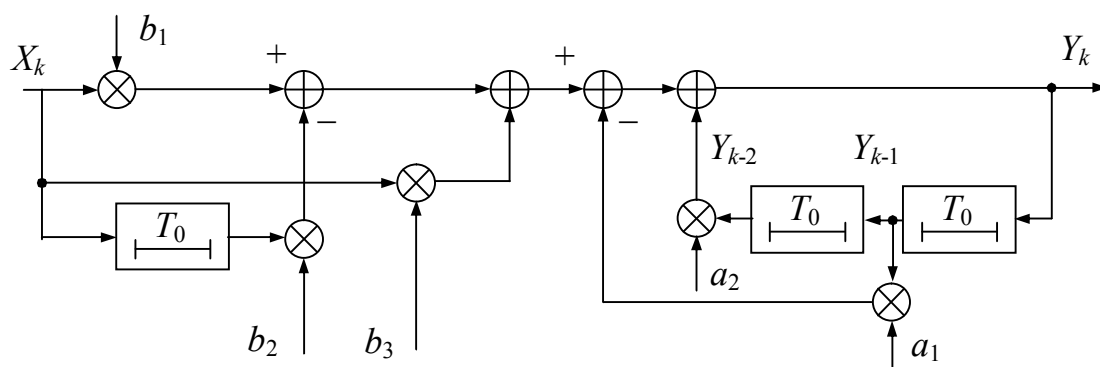 b₁
Xₖ + + Yₖ
− −
Yₖ₋₂ Yₖ₋₁
T₀ T₀ T₀
a₂
b₂ b₃ a₁